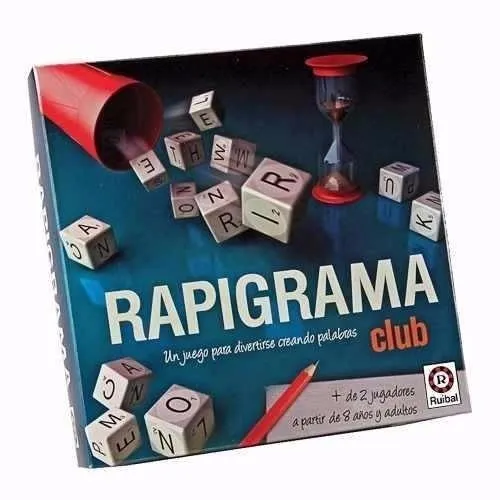 RAPIGRAMA
club
Un juego para divertirse creando palabras
+ de 2 jugadores
a partir de 8 años y adultos
R
Ruibal
RAPIGRAMA